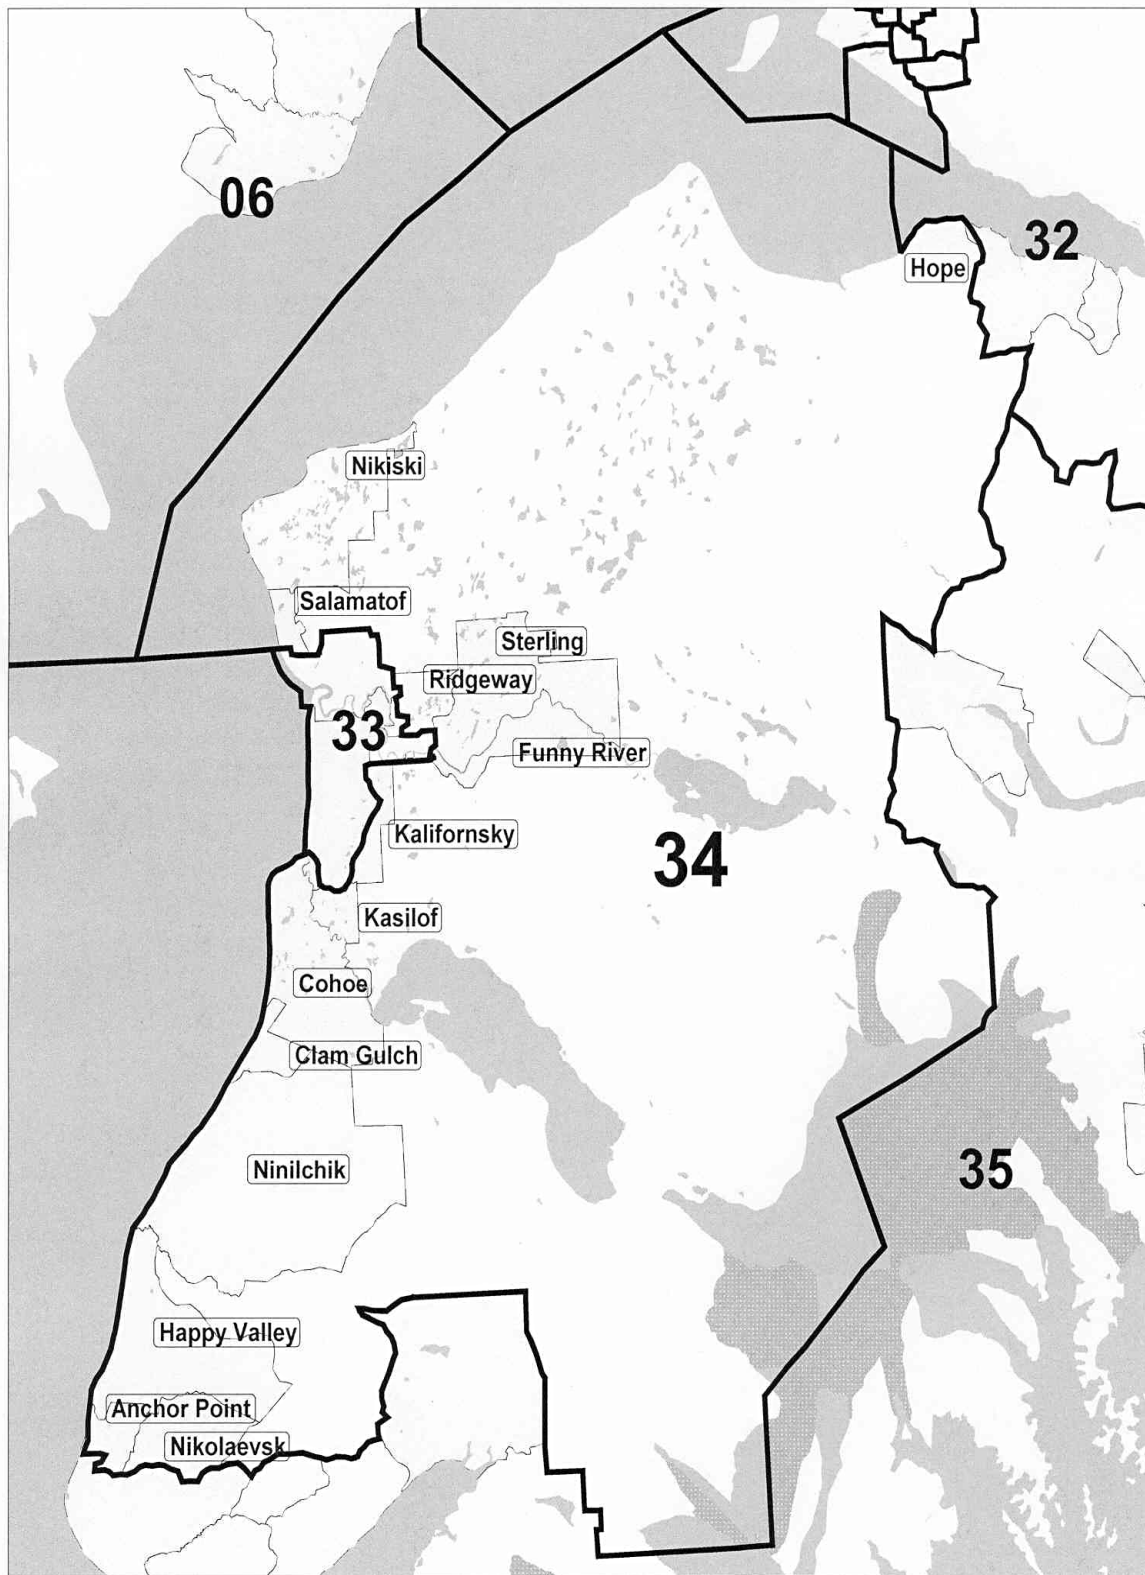 06
32
Hope
Nikiski
Salamatof
Sterling
Ridgeway
33
Funny River
Kalifornsky
34
Kasilof
Cohoe
Clam Gulch
Ninilchik
35
Happy Valley
Anchor Point
Nikolaevsk